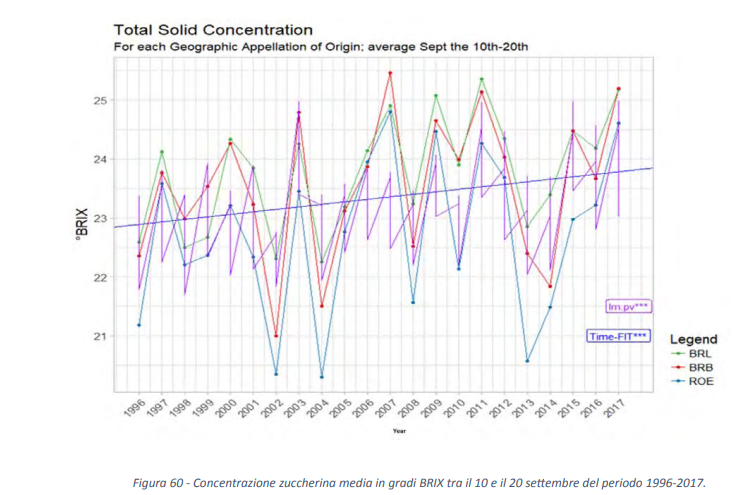 Total Solid Concentration
For each Geographic Appellation of Origin; average Sept the 10th-20th
25
24
23
22
21
°BRIX
lm.pv***
Time-FIT***
Legend
BRL
BRB
ROE
1996 1997 1998 1999 2000 2001 2002 2003 2004 2005 2006 2007 2008 2009 2010 2011 2012 2013 2014 2015 2016 2017
Year
Figura 60 - Concentrazione zuccherina media in gradi BRIX tra il 10 e il 20 settembre del periodo 1996-2017.